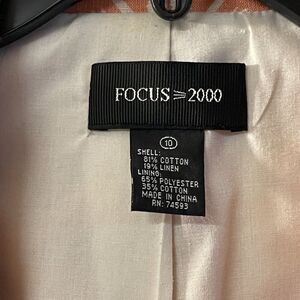 FOCUS 2000
10
SHELL:
81% COTTON
19% LINEN
LINING:
65% POLYESTER
35% COTTON
MADE IN CHINA
RN: 74593